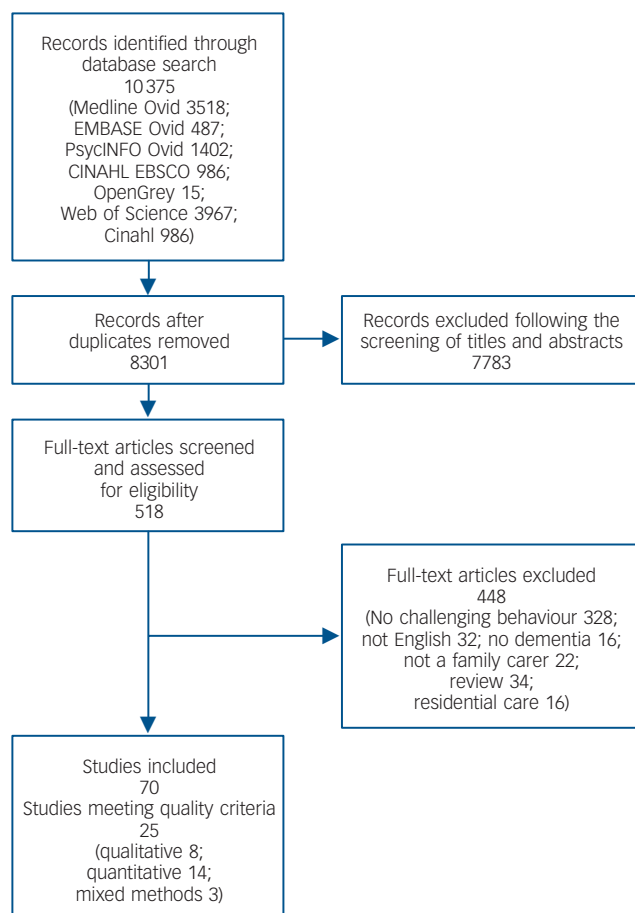 Records identified through
database search
10 375
(Medline Ovid 3518;
EMBASE Ovid 487;
PsycINFO Ovid 1402;
CINAHL EBSCO 986;
OpenGrey 15;
Web of Science 3967;
Cinahl 986)
Records after
duplicates removed
8301
Records excluded following the
screening of titles and abstracts
7783
Full-text articles screened
and assessed
for eligibility
518
Full-text articles excluded
448
(No challenging behaviour 328;
not English 32; no dementia 16;
not a family carer 22;
review 34;
residential care 16)
Studies included
70
Studies meeting quality criteria
25
(qualitative 8;
quantitative 14;
mixed methods 3)